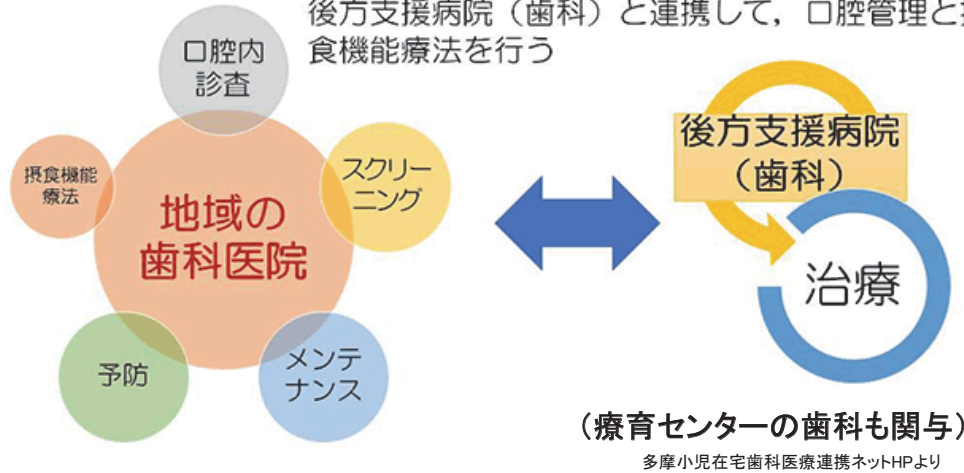 後方支援病院（歯科）と連携して，口腔管理と
食機能療法を行う
口腔内
診査
摂食機能
療法
スクリー
ニング
地域の
歯科医院
予防
メンテ
ナンス
後方支援病院
（歯科）
治療
（療育センターの歯科も関与）
多摩小児在宅歯科医療連携ネットHPより